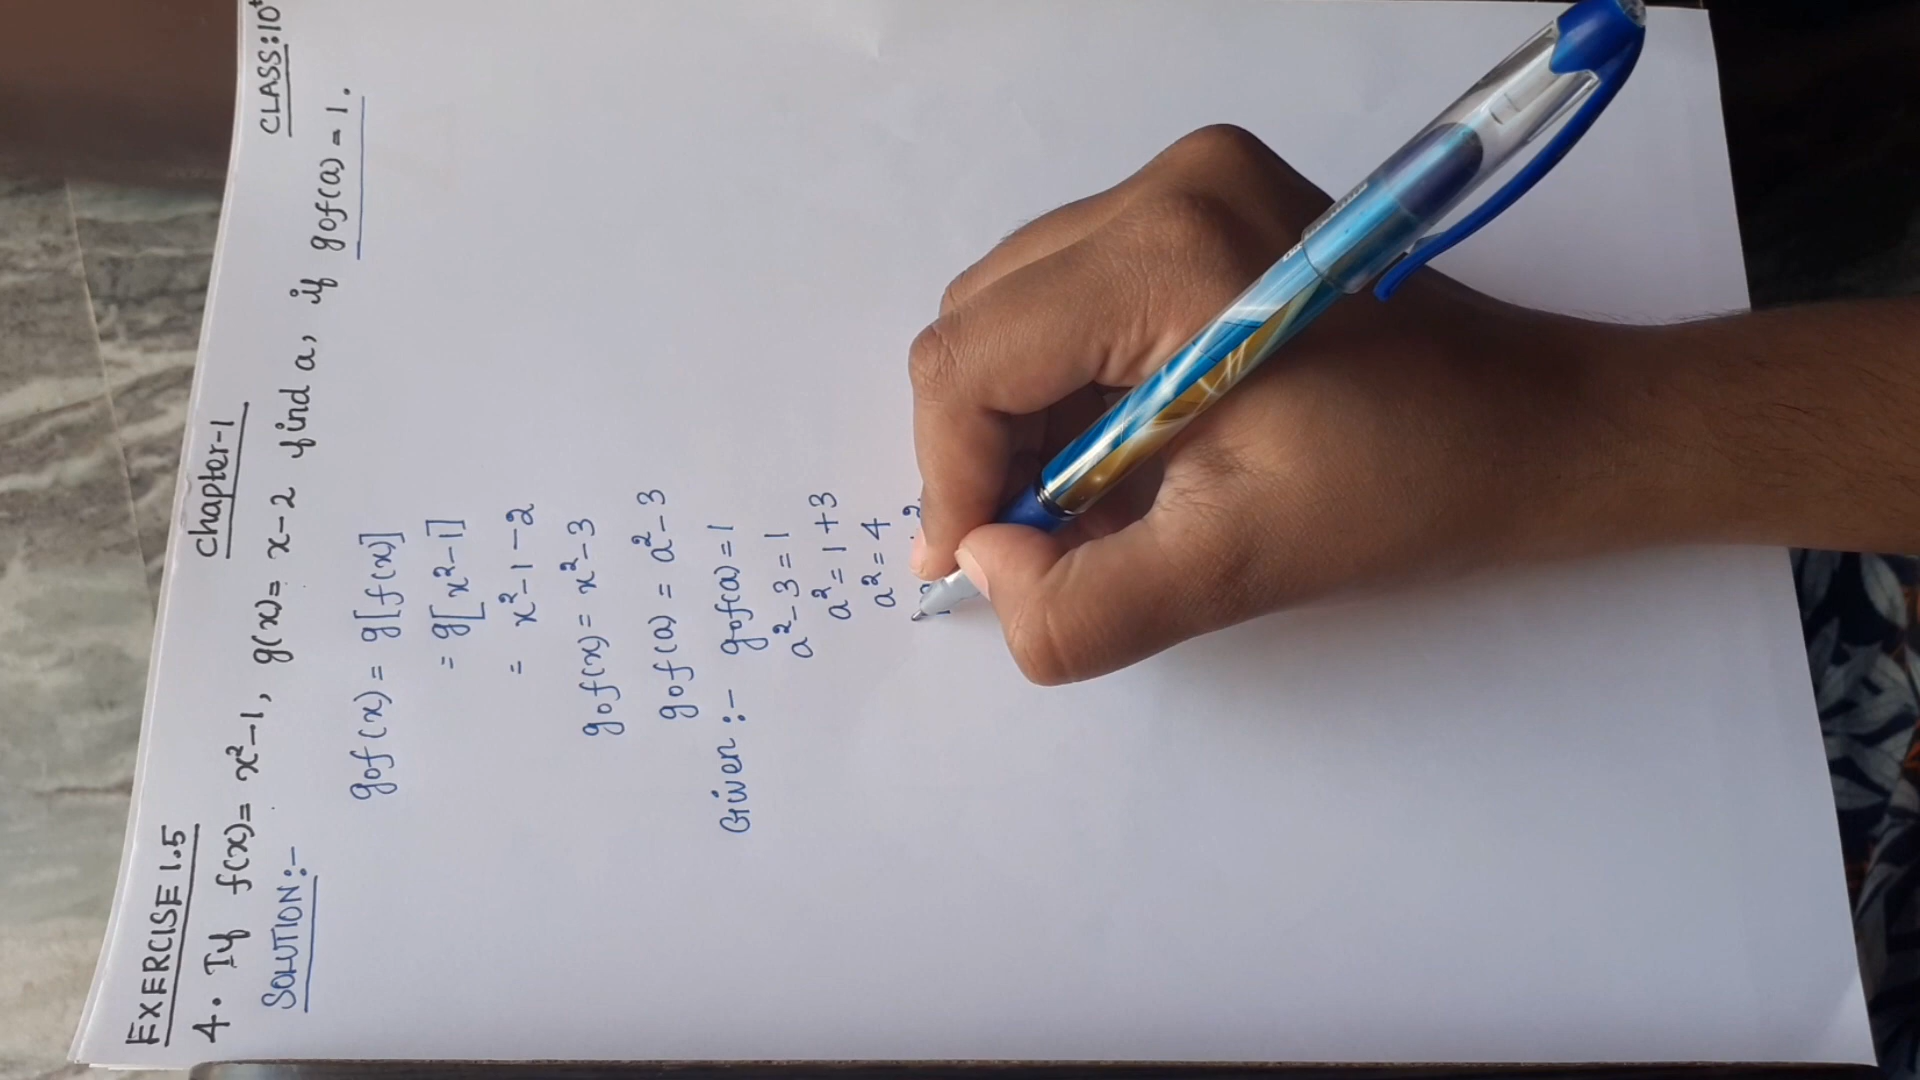 EXERCISE 1.5
chapter-1
CLASS:10
4. If f(x) = x²-1, g(x) = x-2 find a, if gof(a) = 1.
SOLUTION:-
gof(x) = g[f(x)]
= g[x²-1]
= x²-1-2
gof(x) = x²-3
gof(a) = a²-3
Given:- gof(a)=1
a²-3=1
a²=1+3
a²=4